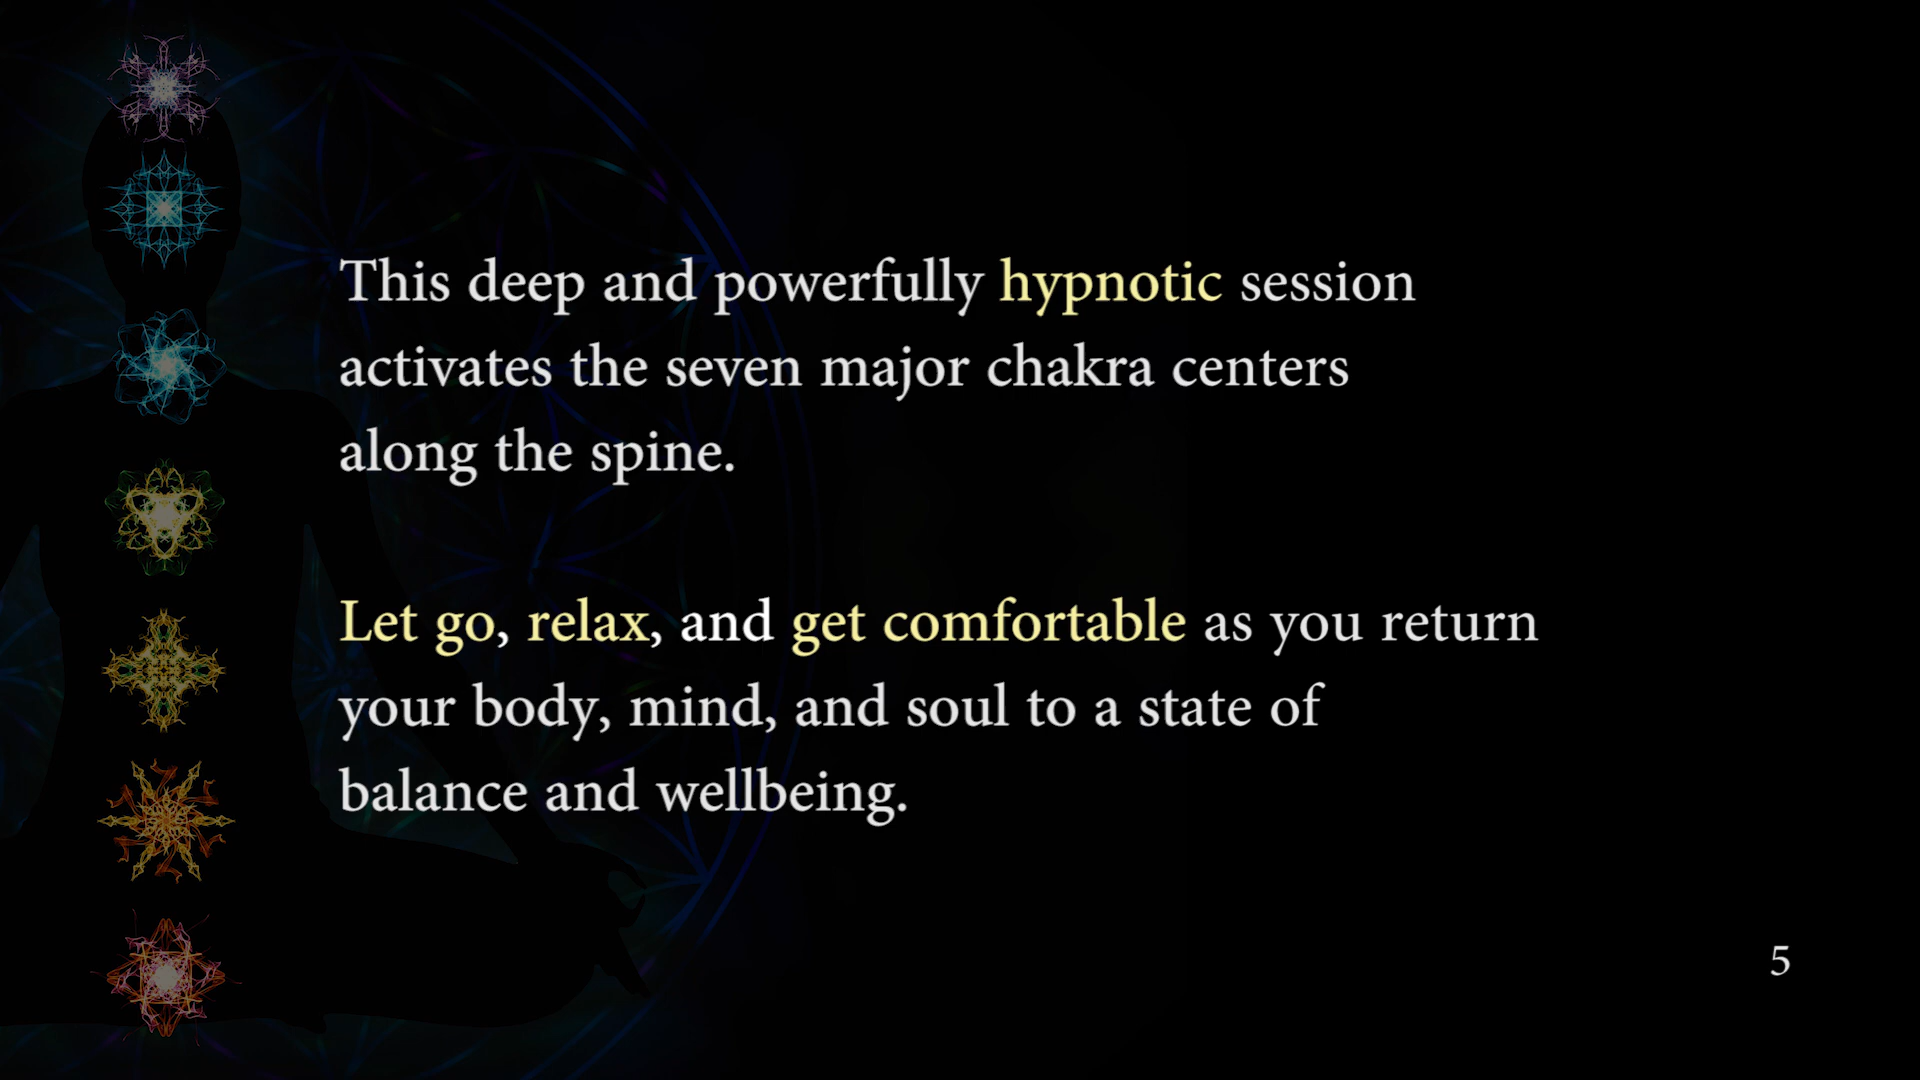 This deep and powerfully hypnotic session
activates the seven major chakra centers
along the spine.
Let go, relax, and get comfortable as you return
your body, mind, and soul to a state of
balance and wellbeing.
5